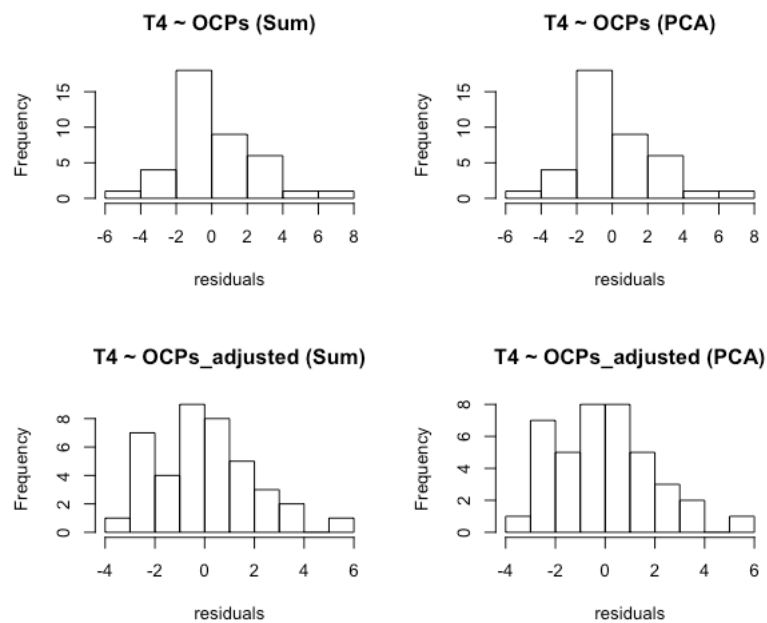 T4 ~ OCPs (Sum)
Frequency
15
10
5
0
-6 -4 -2 0 2 4 6 8
residuals
T4 ~ OCPs (PCA)
Frequency
15
10
5
0
-6 -4 -2 0 2 4 6 8
residuals
T4 ~ OCPs_adjusted (Sum)
Frequency
8
6
4
2
0
-4 -2 0 2 4 6
residuals
T4 ~ OCPs_adjusted (PCA)
Frequency
8
6
4
2
0
-4 -2 0 2 4 6
residuals